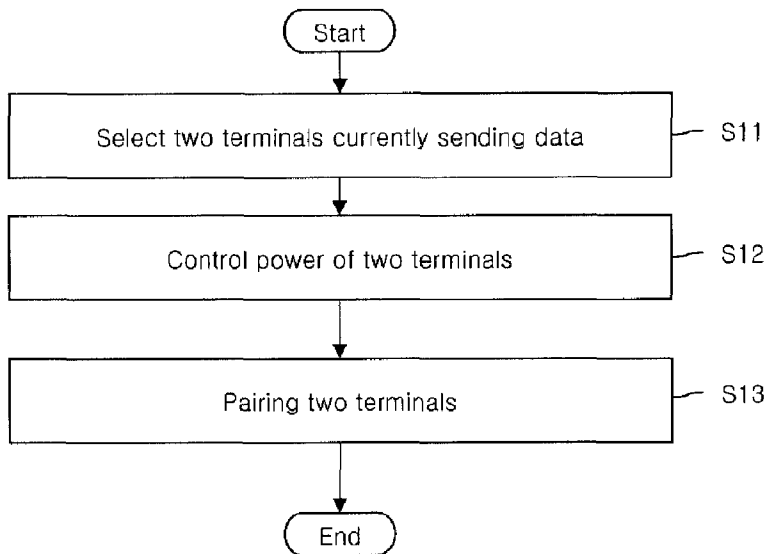 Start
Select two terminals currently sending data
S11
Control power of two terminals
S12
Pairing two terminals
S13
End